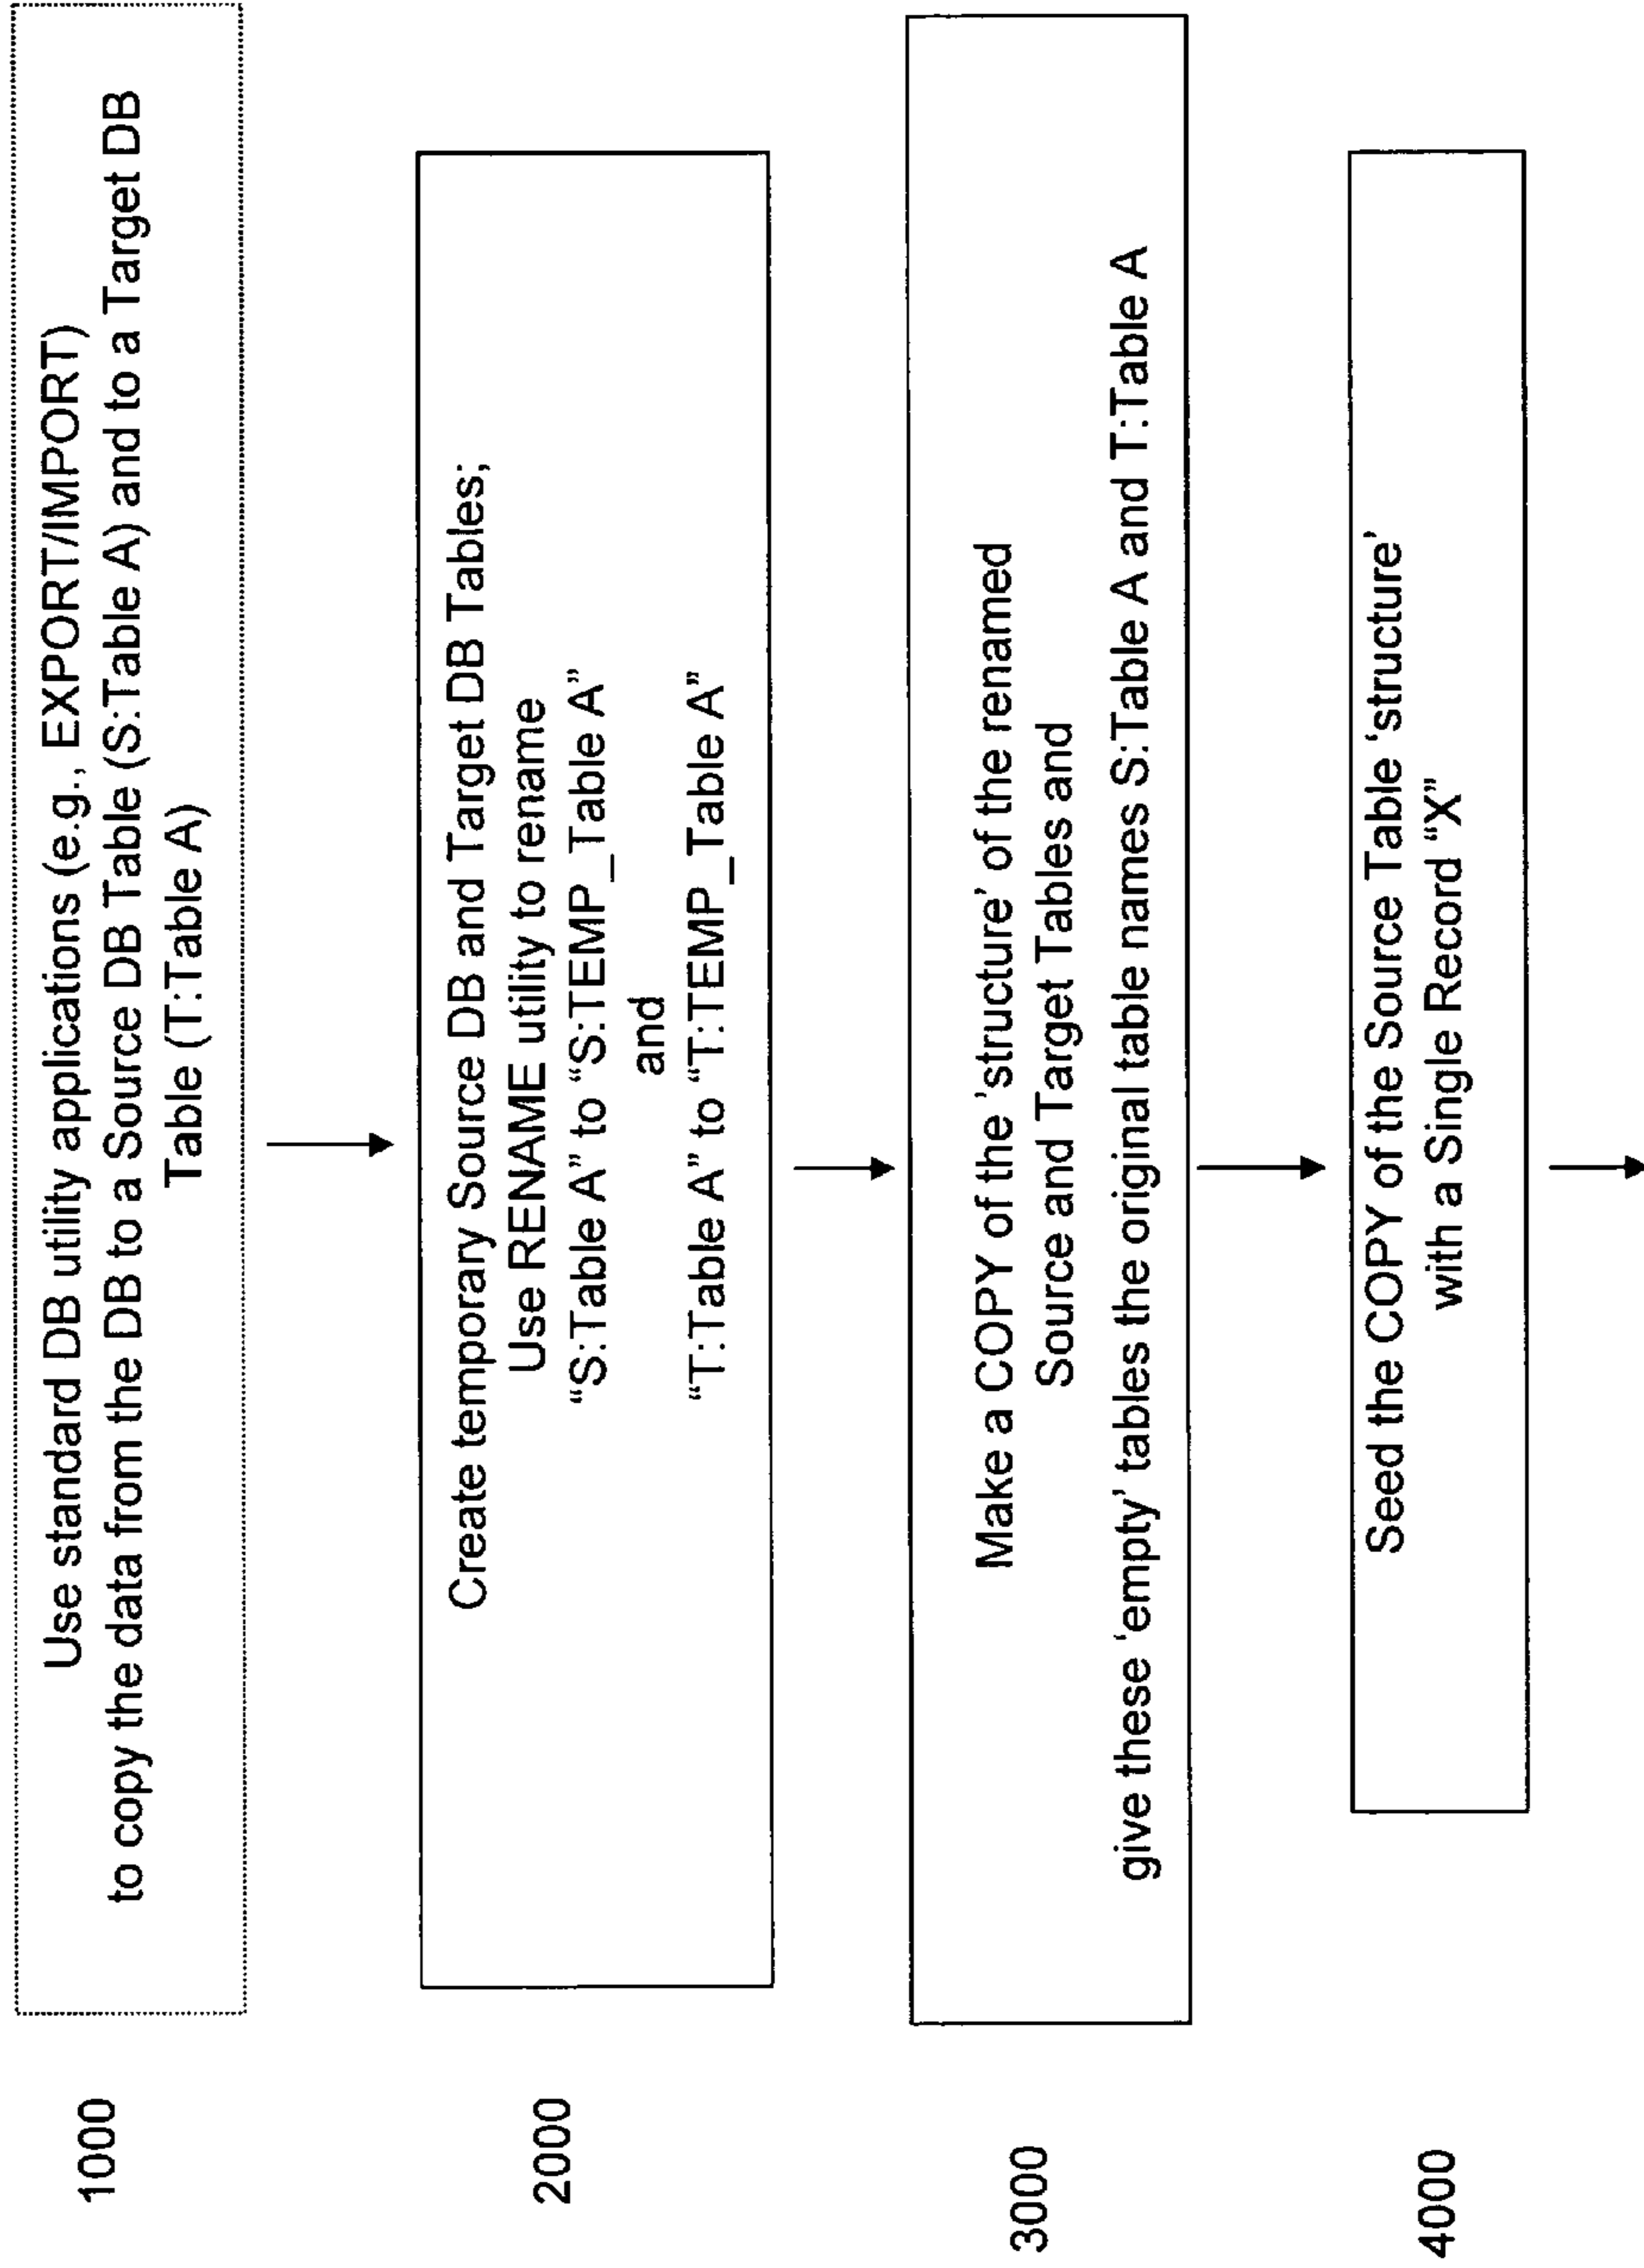 1000
Use standard DB utility applications (e.g., EXPORT/IMPORT)
to copy the data from the DB to a Source DB Table (S:Table A) and to a Target DB
Table (T:Table A)
2000
Create temporary Source DB and Target DB Tables;
Use RENAME utility to rename
“S:Table A” to “S:TEMP_Table A”
and
“T:Table A” to “T:TEMP_Table A”
3000
Make a COPY of the ‘structure’ of the renamed
Source and Target Tables and
give these ‘empty’ tables the original table names S:Table A and T:Table A
4000
Seed the COPY of the Source Table ‘structure’
with a Single Record “X”